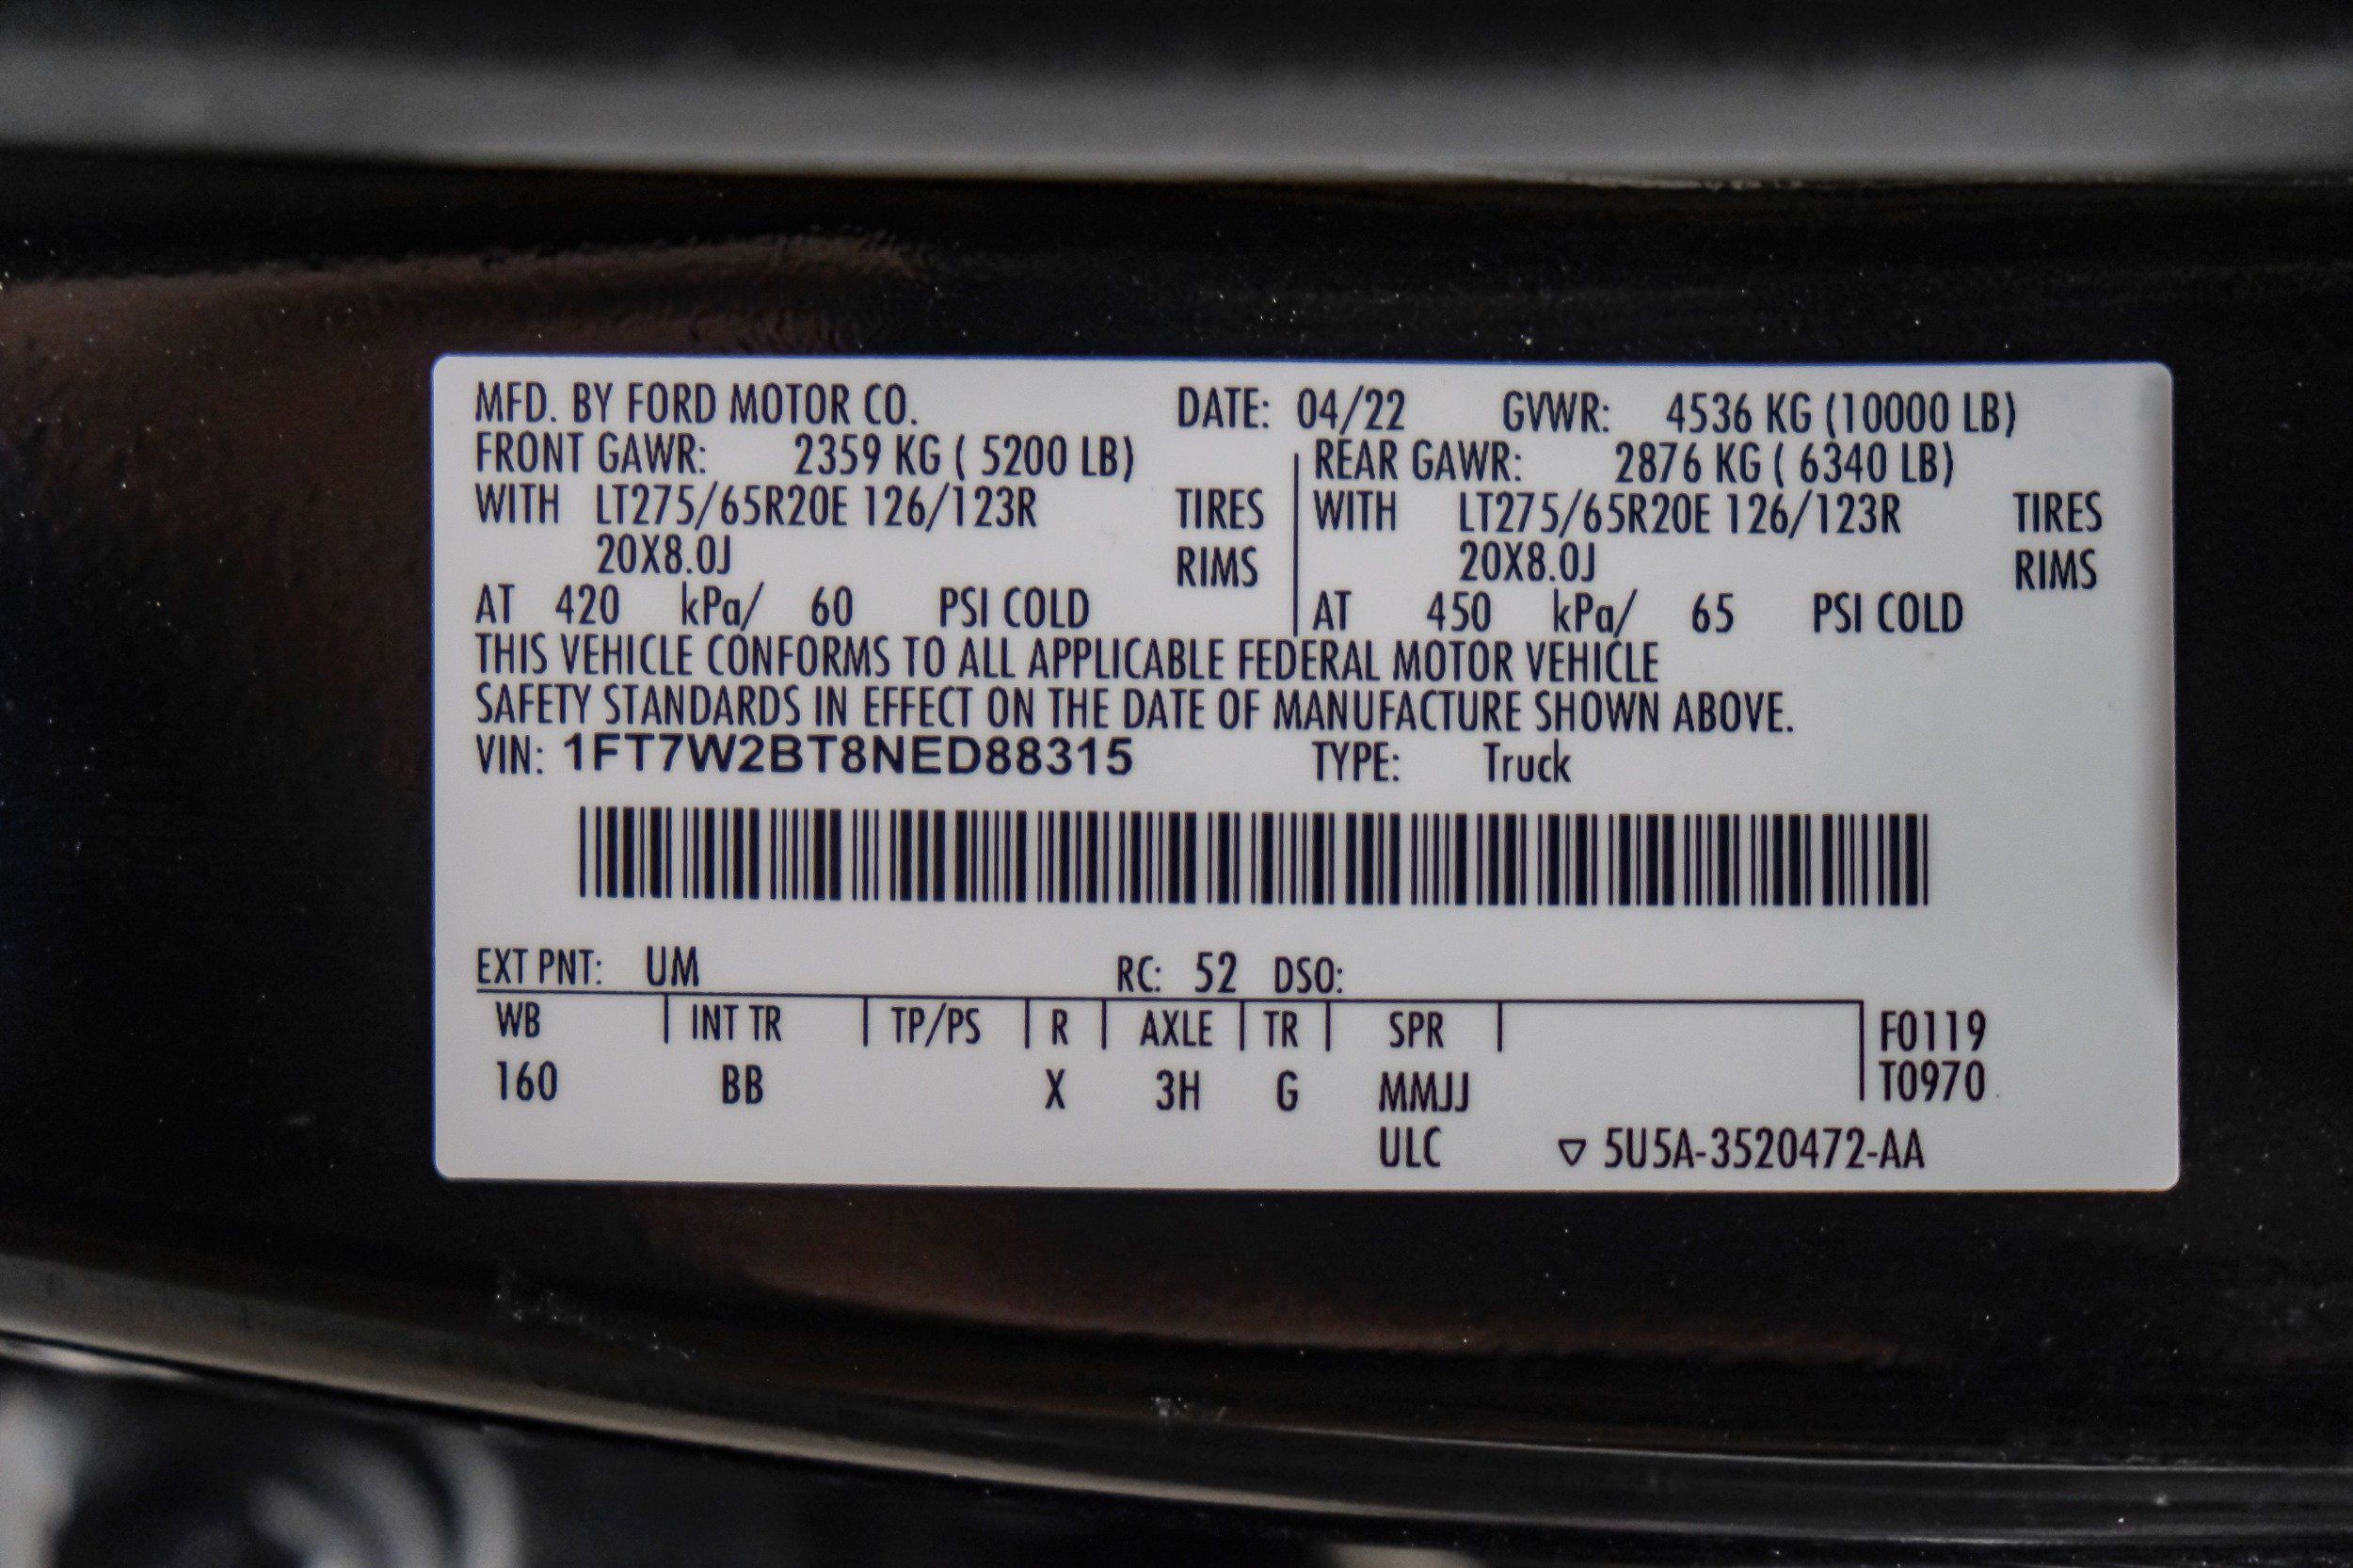 MFD. BY FORD MOTOR CO. DATE: 04/22 GVWR: 4536 KG (10000 LB)
FRONT GAWR: 2359 KG ( 5200 LB) REAR GAWR: 2876 KG ( 6340 LB)
WITH LT275/65R20E 126/123R TIRES WITH LT275/65R20E 126/123R TIRES
20X8.0J RIMS 20X8.0J RIMS
AT 420 kPa/ 60 PSI COLD AT 450 kPa/ 65 PSI COLD
THIS VEHICLE CONFORMS TO ALL APPLICABLE FEDERAL MOTOR VEHICLE
SAFETY STANDARDS IN EFFECT ON THE DATE OF MANUFACTURE SHOWN ABOVE.
VIN: 1FT7W2BT8NED88315 TYPE: Truck
EXT PNT: UM RC: 52 DSO:
WB INT TR TP/PS R AXLE TR SPR F0119
160 BB X 3H G MMJJ T0970
ULC ▽ 5U5A-3520472-AA